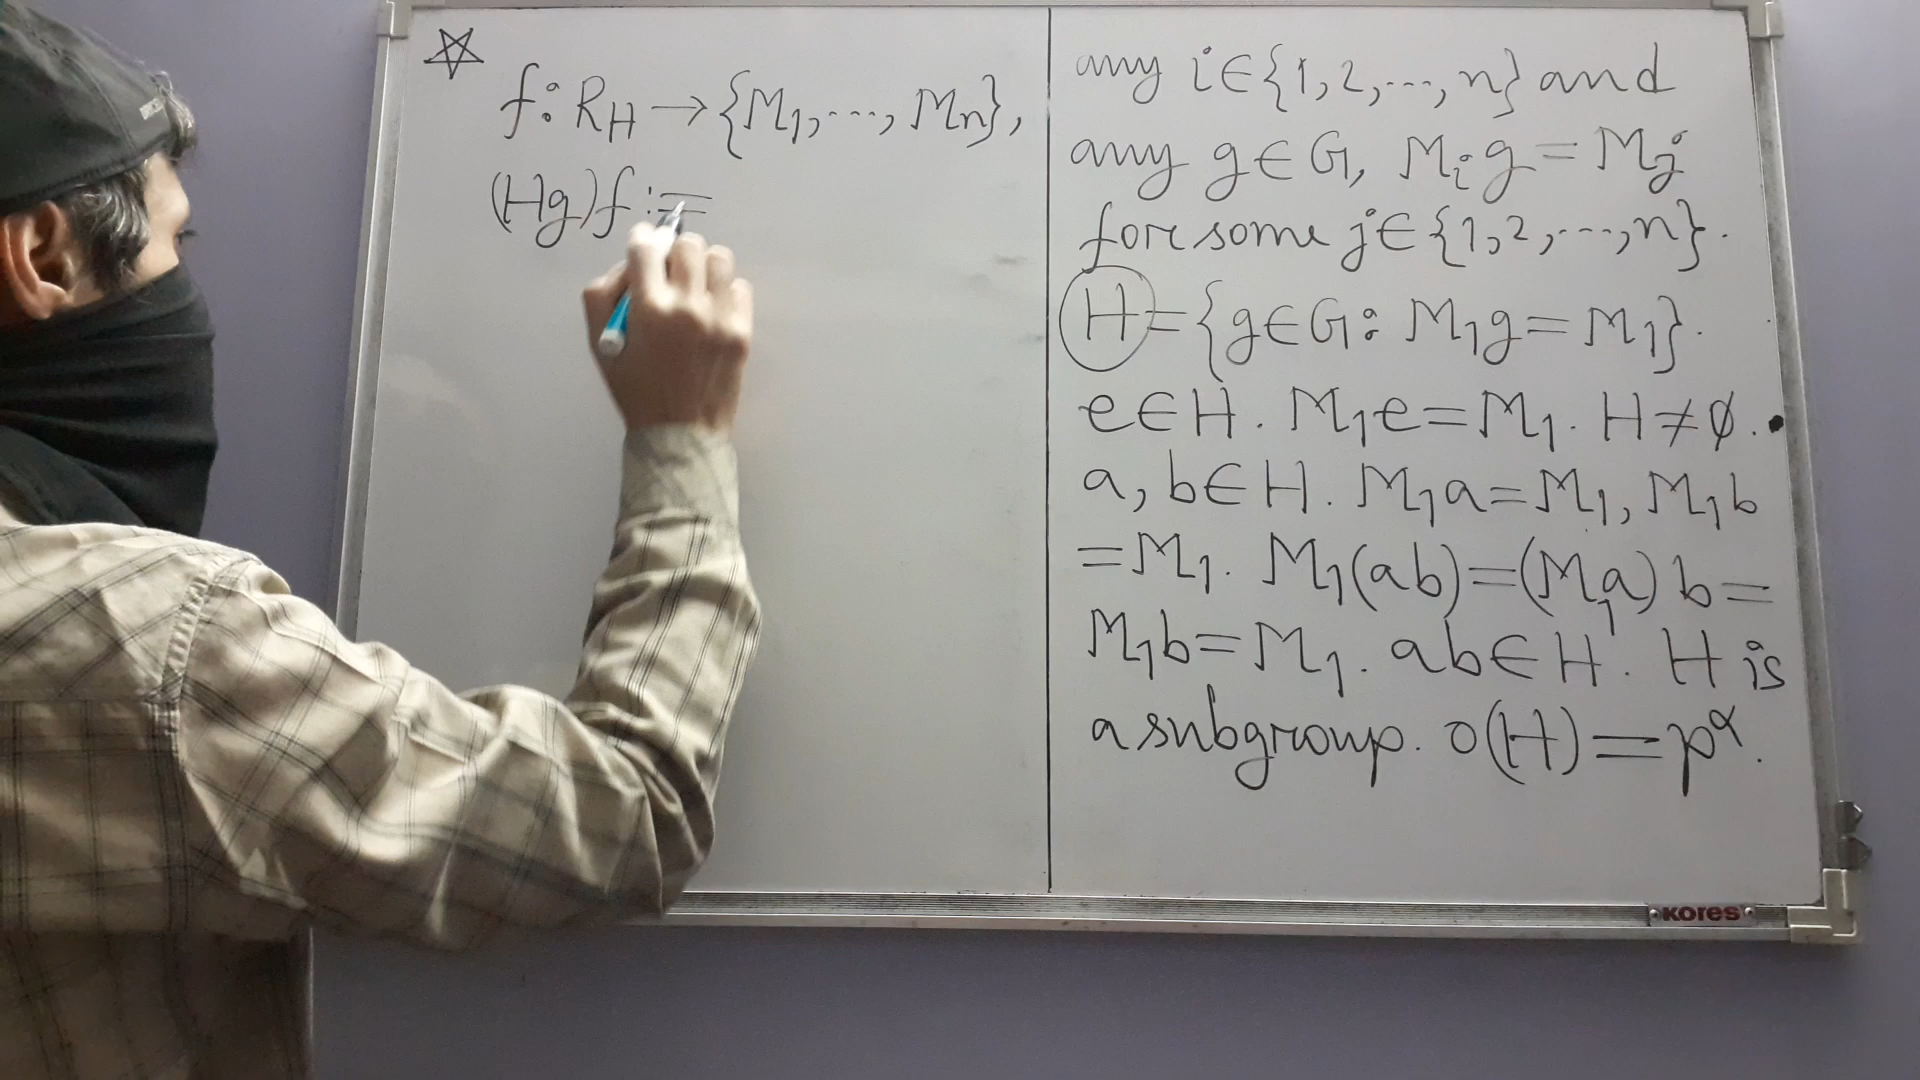 f: R_H → {M_1, ..., M_n},
(Hg)f :=
any i ∈ {1, 2, ..., n} and
any g ∈ G, M_i g = M_j
for some j ∈ {1, 2, ..., n}.
H = {g ∈ G : M_1 g = M_1}.
e ∈ H. M_1 e = M_1. H ≠ ∅.
a, b ∈ H. M_1 a = M_1, M_1 b
= M_1. M_1(ab) = (M_1 a) b =
M_1 b = M_1. ab ∈ H. H is
a subgroup. o(H) = p^α.
KORES